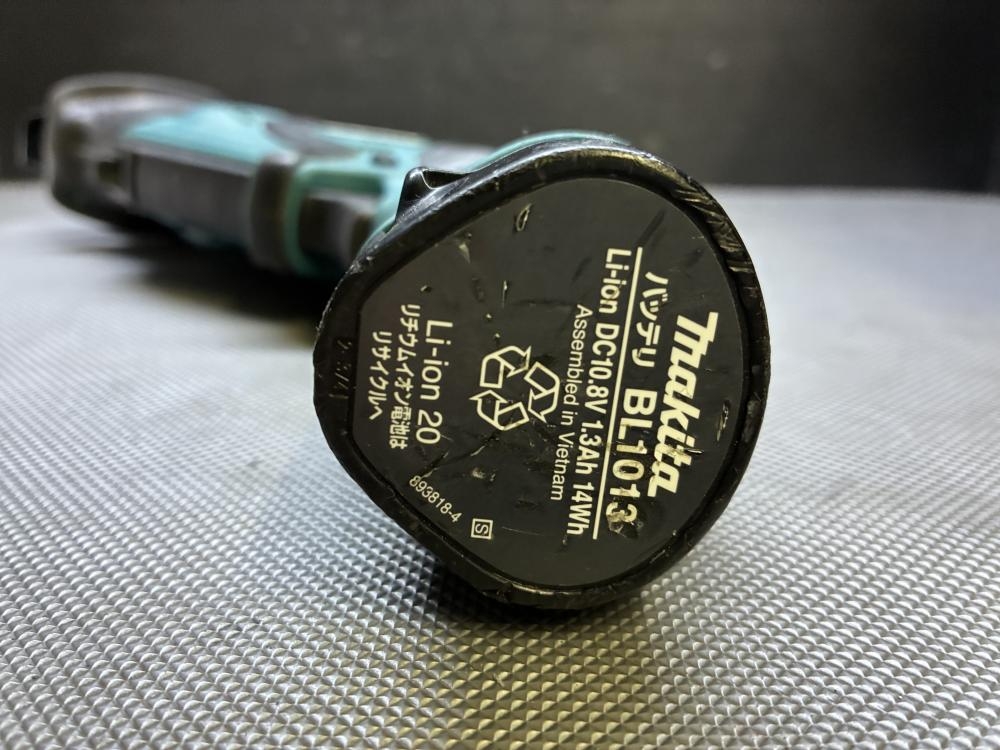 makita
バッテリ BL1013
Li-ion DC10.8V 1.3Ah 14Wh
Assembled in Vietnam
Li-ion 20
リチウムイオン電池は
リサイクルへ
893818-4
S